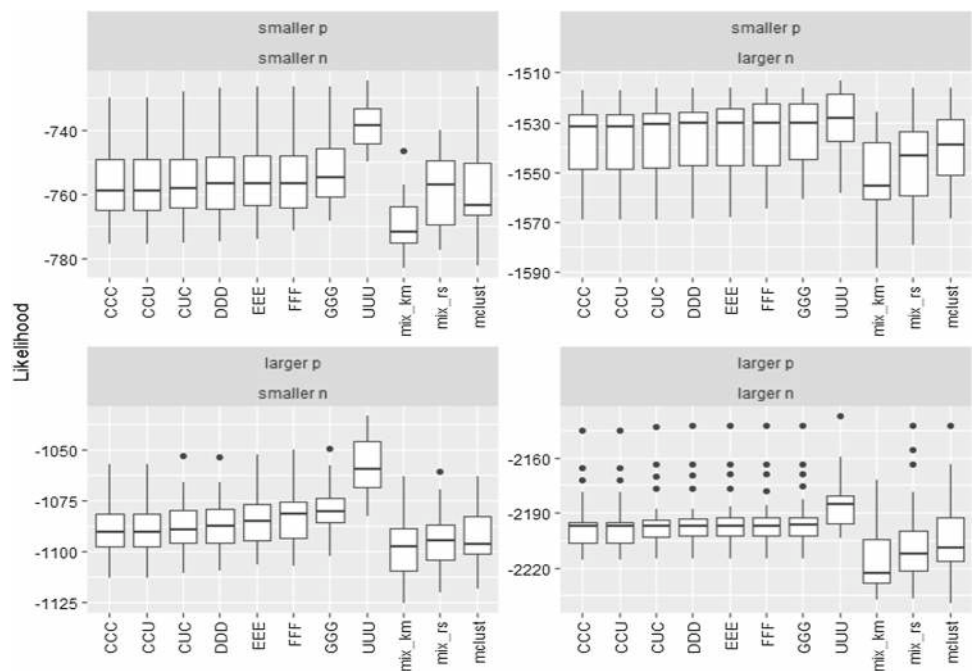 smaller p
smaller n
-740
-760
-780
CCC
CCU
CUC
DDD
EEE
FFF
GGG
UUU
mix_km
mix_rs
mclust
smaller p
larger n
-1510
-1530
-1550
-1570
-1590
CCC
CCU
CUC
DDD
EEE
FFF
GGG
UUU
mix_km
mix_rs
mclust
Likelihood
larger p
smaller n
-1050
-1075
-1100
-1125
CCC
CCU
CUC
DDD
EEE
FFF
GGG
UUU
mix_km
mix_rs
mclust
larger p
larger n
-2160
-2190
-2220
CCC
CCU
CUC
DDD
EEE
FFF
GGG
UUU
mix_km
mix_rs
mclust